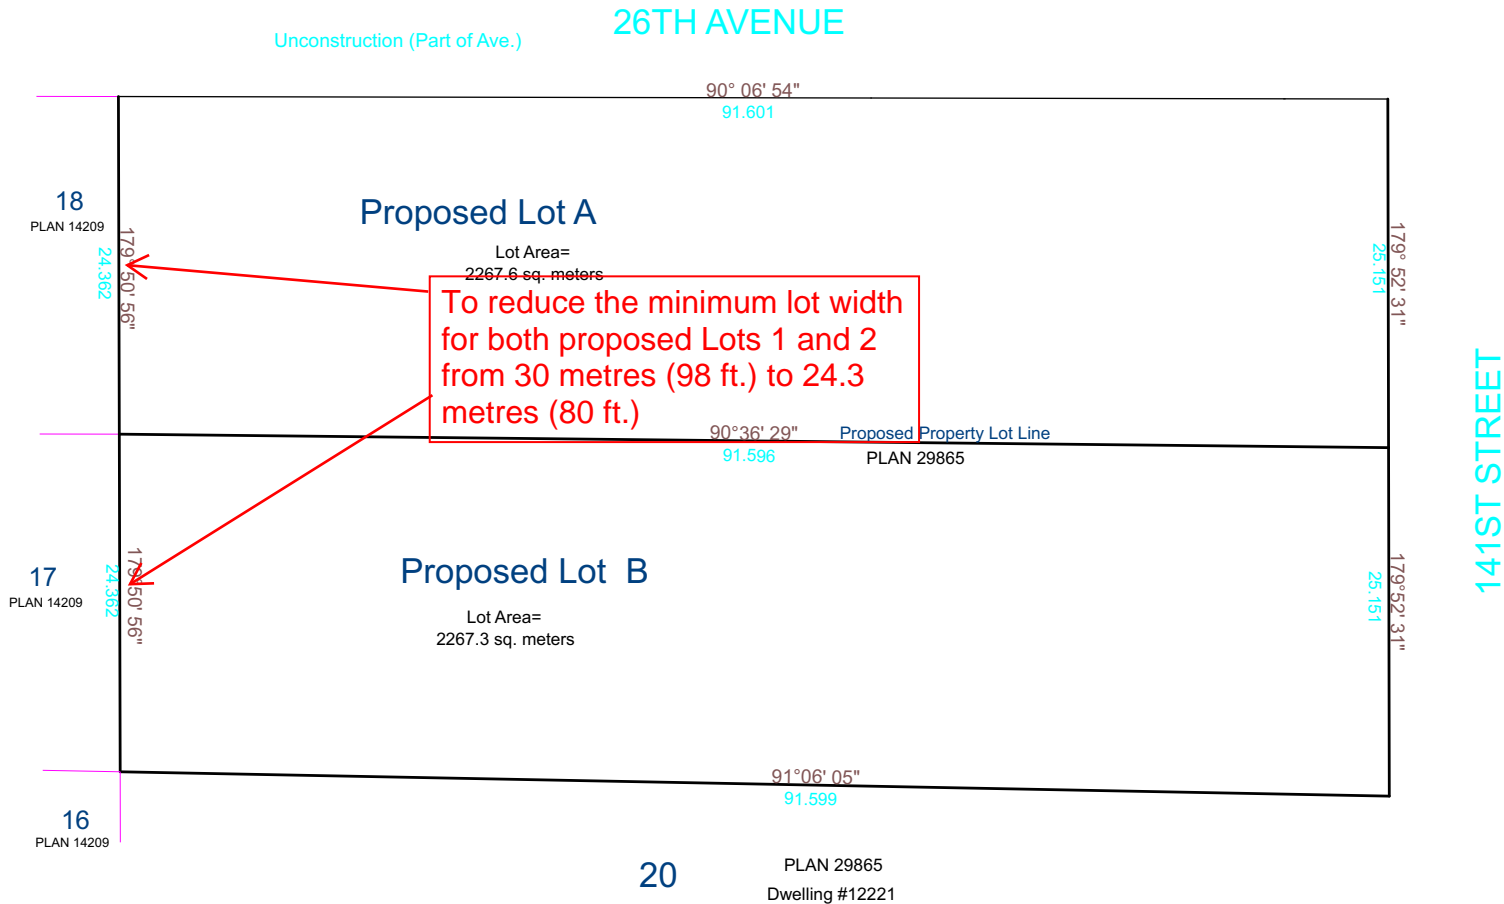 26TH AVENUE
Unconstruction (Part of Ave.)
90° 06' 54"
91.601
18
PLAN 14209
Proposed Lot A
Lot Area=
2267.6 sq. meters
179° 50' 56"
24.362
179° 52' 31"
25.151
To reduce the minimum lot width
for both proposed Lots 1 and 2
from 30 metres (98 ft.) to 24.3
metres (80 ft.)
90°36' 29"
91.596
Proposed Property Lot Line
PLAN 29865
141ST STREET
17
PLAN 14209
Proposed Lot B
Lot Area=
2267.3 sq. meters
179°50' 56"
24.362
179°52' 31"
25.151
91°06' 05"
91.599
16
PLAN 14209
20
PLAN 29865
Dwelling #12221